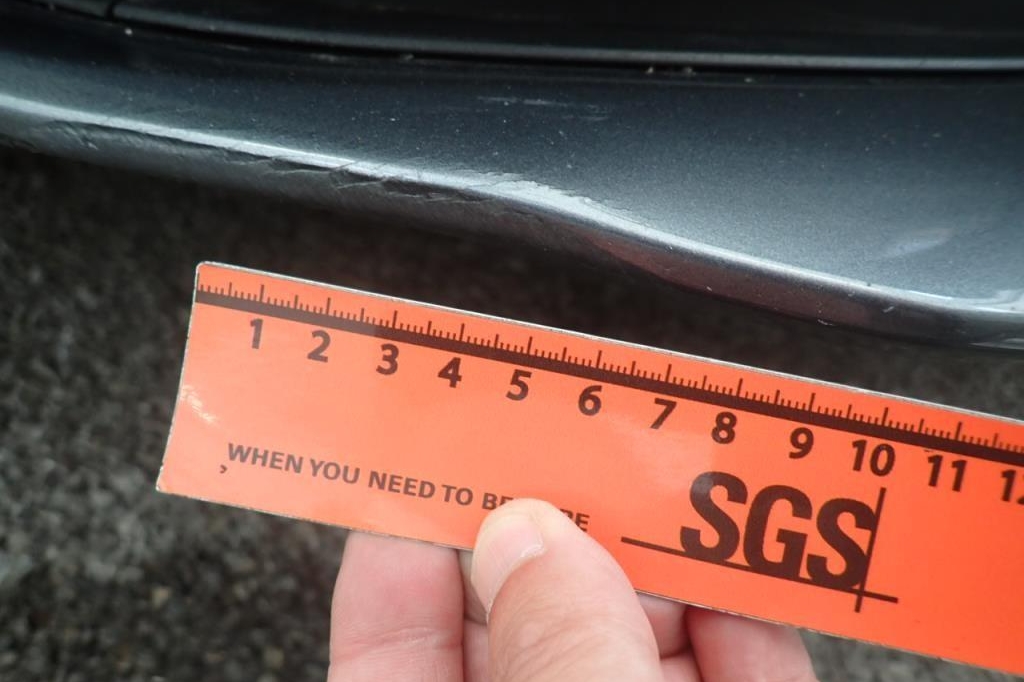 1 2 3 4 5 6 7 8 9 10 11
WHEN YOU NEED TO
SGS